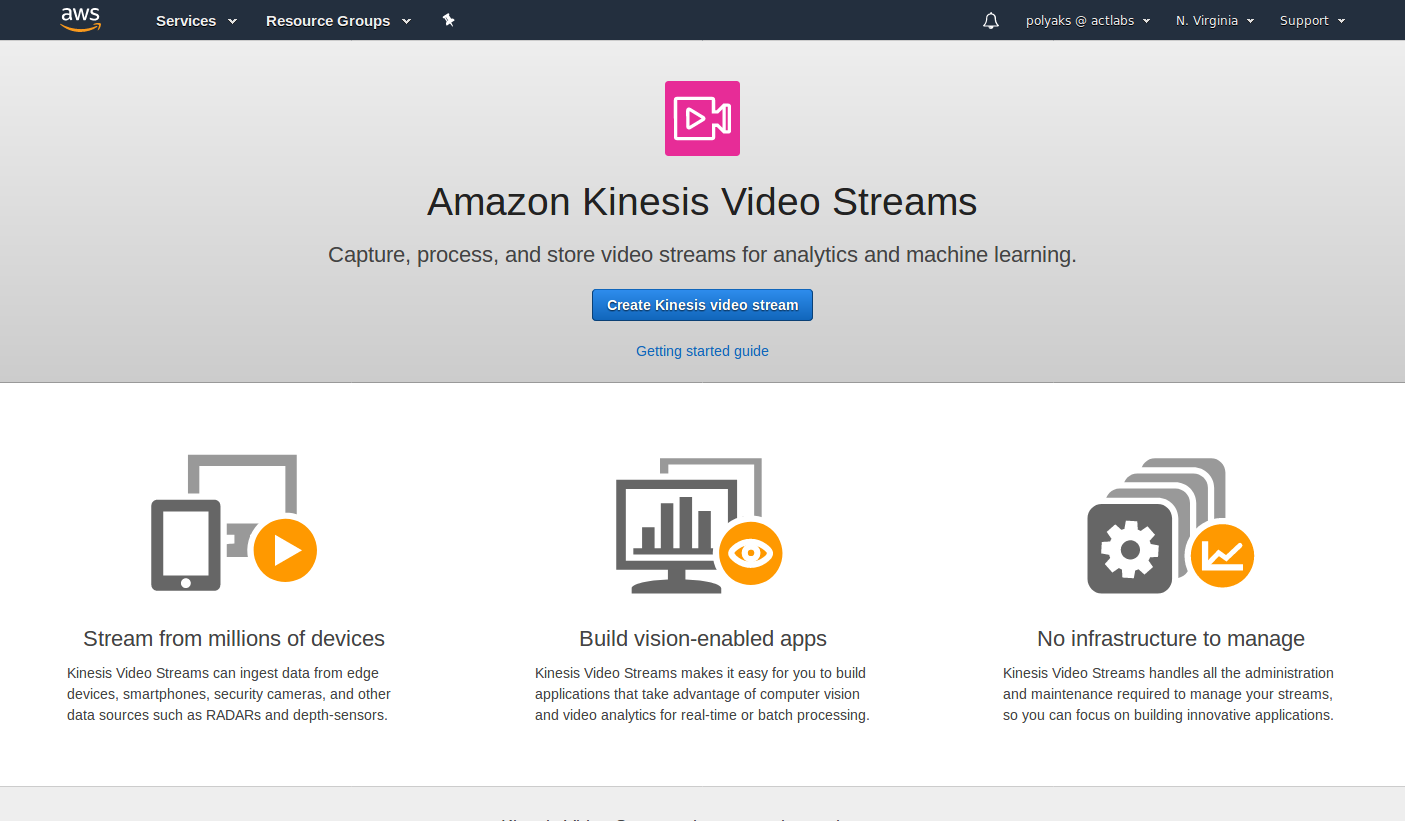 aws Services Resource Groups polyaks @ actlabs N. Virginia Support
Amazon Kinesis Video Streams
Capture, process, and store video streams for analytics and machine learning.
Create Kinesis video stream
Getting started guide
Stream from millions of devices
Kinesis Video Streams can ingest data from edge
devices, smartphones, security cameras, and other
data sources such as RADARs and depth-sensors.
Build vision-enabled apps
Kinesis Video Streams makes it easy for you to build
applications that take advantage of computer vision
and video analytics for real-time or batch processing.
No infrastructure to manage
Kinesis Video Streams handles all the administration
and maintenance required to manage your streams,
so you can focus on building innovative applications.